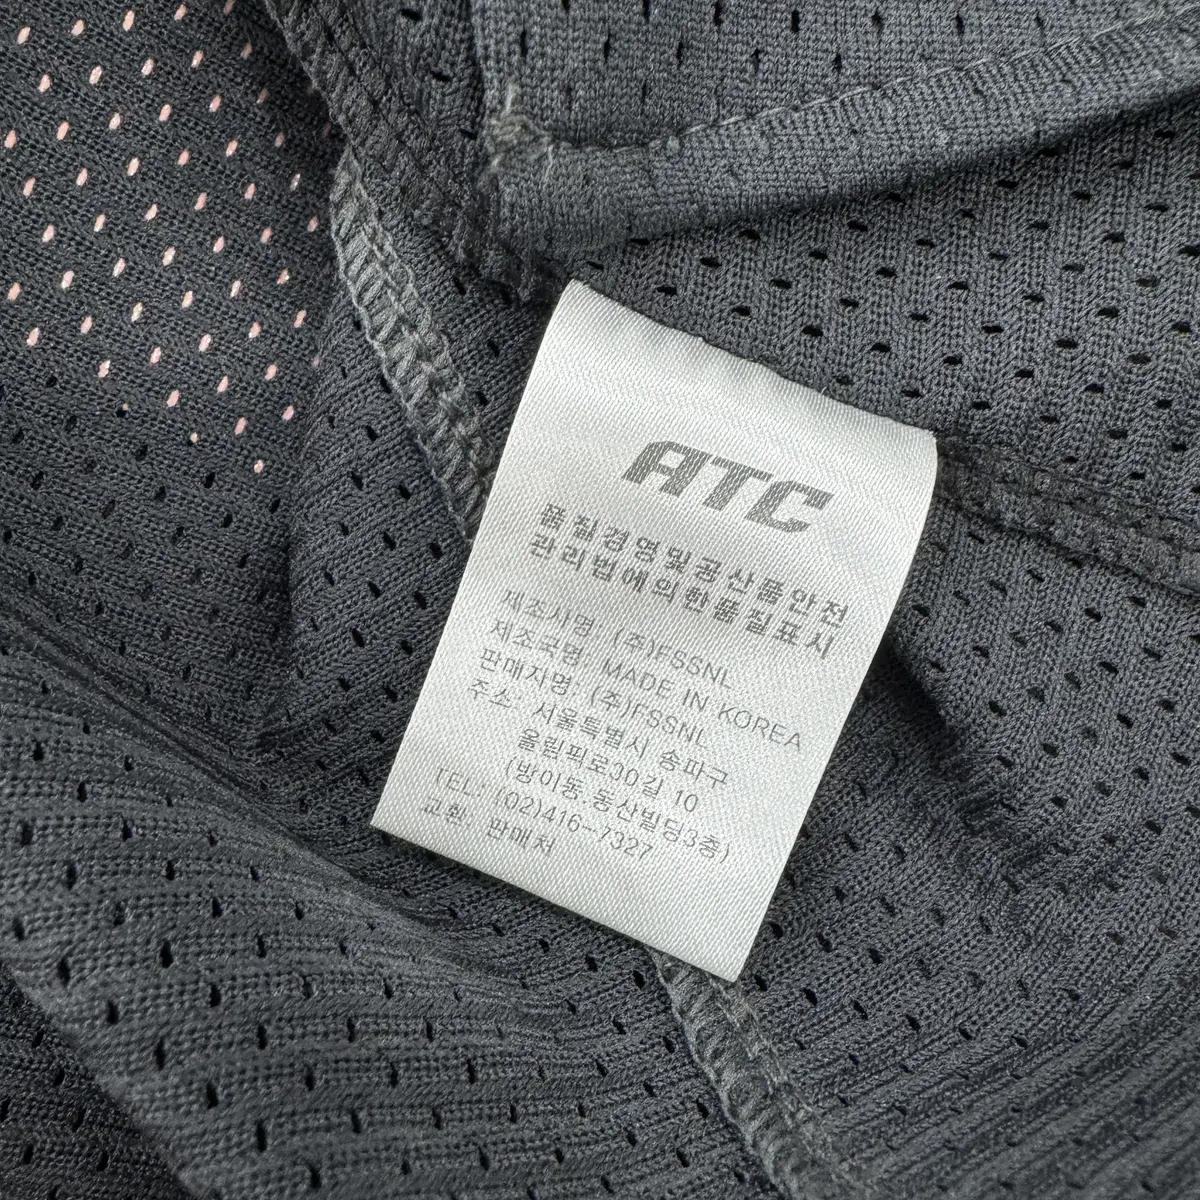 ATC
품질경영및공산품안전
관리법에의한품질표시
제조사명: (주)FSSNL
제조국명: MADE IN KOREA
판매자명: (주)FSSNL
주소: 서울특별시 송파구
올림픽로30길 10
(방이동.동산빌딩3층)
TEL: (02)416-7327
교환: 판매처